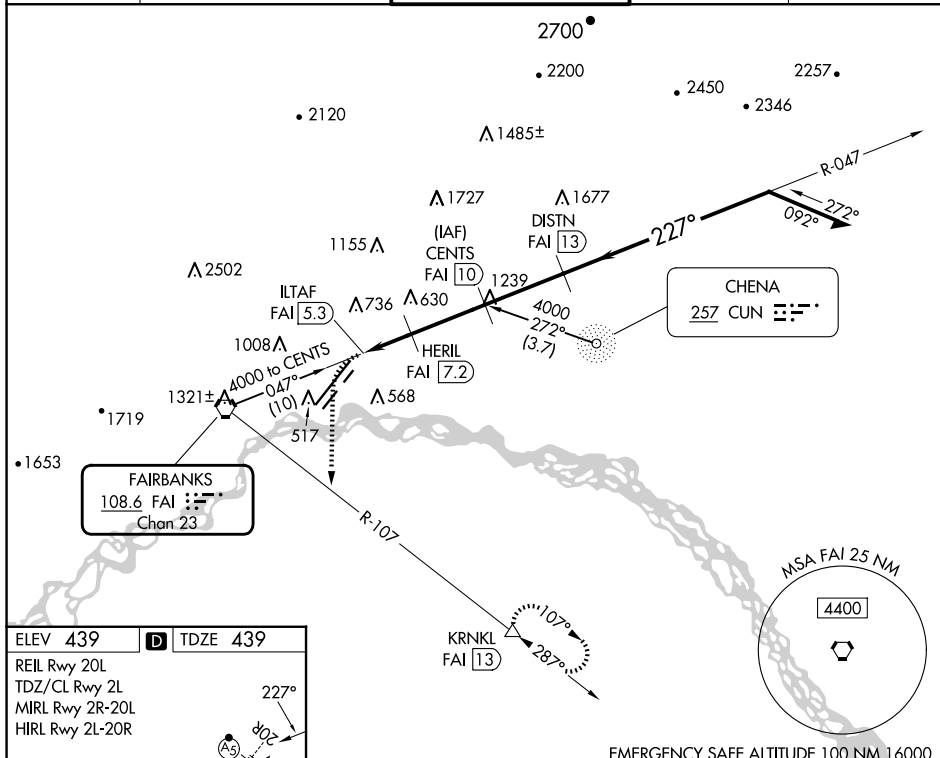 2700
2200
2257
2450
2346
2120
1485±
R-047
272°
092°
1727
1677
DISTN
FAI 13
227°
(IAF)
CENTS
FAI 10
1155
2502
1239
CHENA
257 CUN
ILTAF
FAI 5.3
736
630
4000
272°
(3.7)
HERIL
FAI 7.2
1008
4000 to CENTS
047°
(10)
1321±
568
517
1719
1653
FAIRBANKS
108.6 FAI
Chan 23
R-107
MSA FAI 25 NM
4400
107°
287°
KRNKL
FAI 13
ELEV 439 D TDZE 439
REIL Rwy 20L
TDZ/CL Rwy 2L
MIRL Rwy 2R-20L
HIRL Rwy 2L-20R
227°
20R
A5
EMERGENCY SAFE ALTITUDE 100 NM 16000